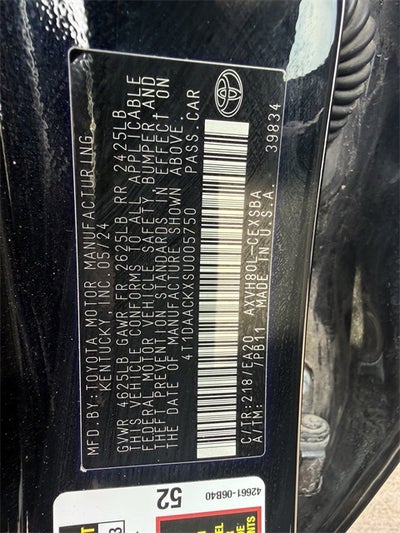 MFD.BY: TOYOTA MOTOR MANUFACTURING,
KENTUCKY, INC. 05/24
GVWR 4625LB GAWR FR 2625LB RR 2425LB
THIS VEHICLE CONFORMS TO ALL APPLICABLE
FEDERAL MOTOR VEHICLE SAFETY BUMPER, AND
THEFT PREVENTION STANDARDS IN EFFECT ON
THE DATE OF MANUFACTURE SHOWN ABOVE.
4T1DAACKXSU005750 PASS.CAR
C/TR:218/EA20 AXVH80L-CEXSBA
A/TM: /PB11 MADE IN U.S.A. 39834
52
42661-06B40